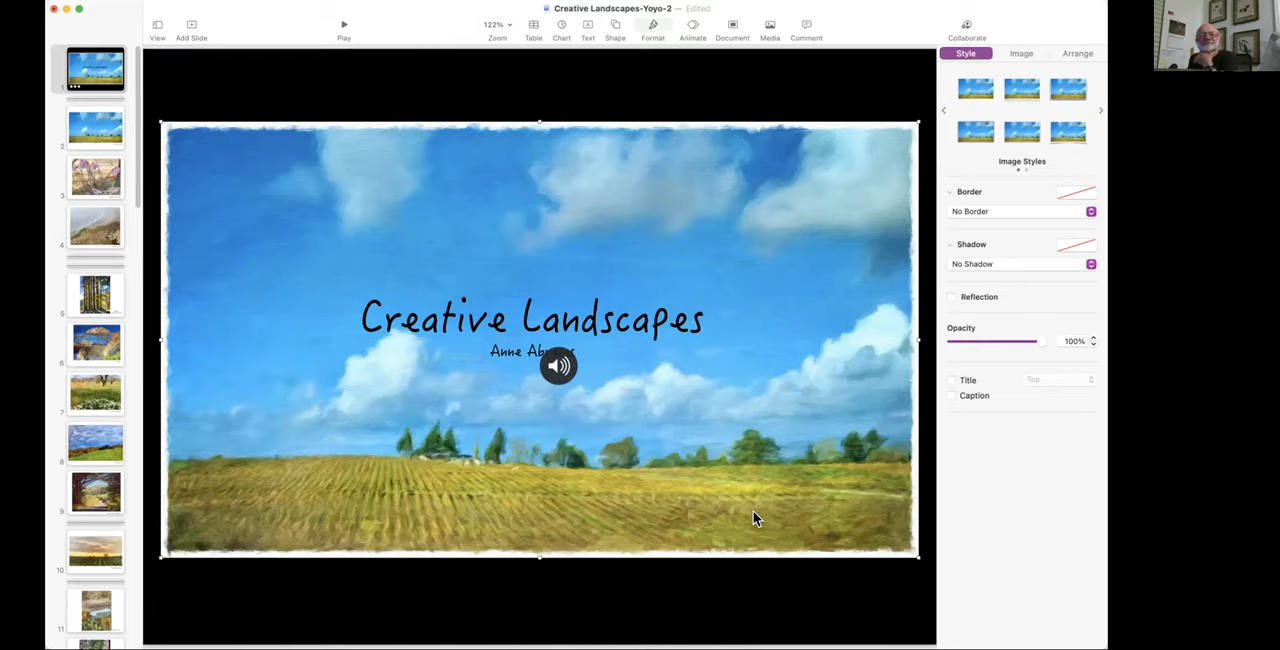 Creative Landscapes-Yoyo-2 — Edited
View
Add Slide
Play
122%
Zoom
Table
Chart
Text
Shape
Format
Animate
Document
Media
Comment
Collaborate
Style
Image
Arrange
Image Styles
Border
No Border
Shadow
No Shadow
Reflection
Opacity
100%
Title
Top
Caption
Creative Landscapes
Anne
1
2
3
4
5
6
7
8
9
10
11